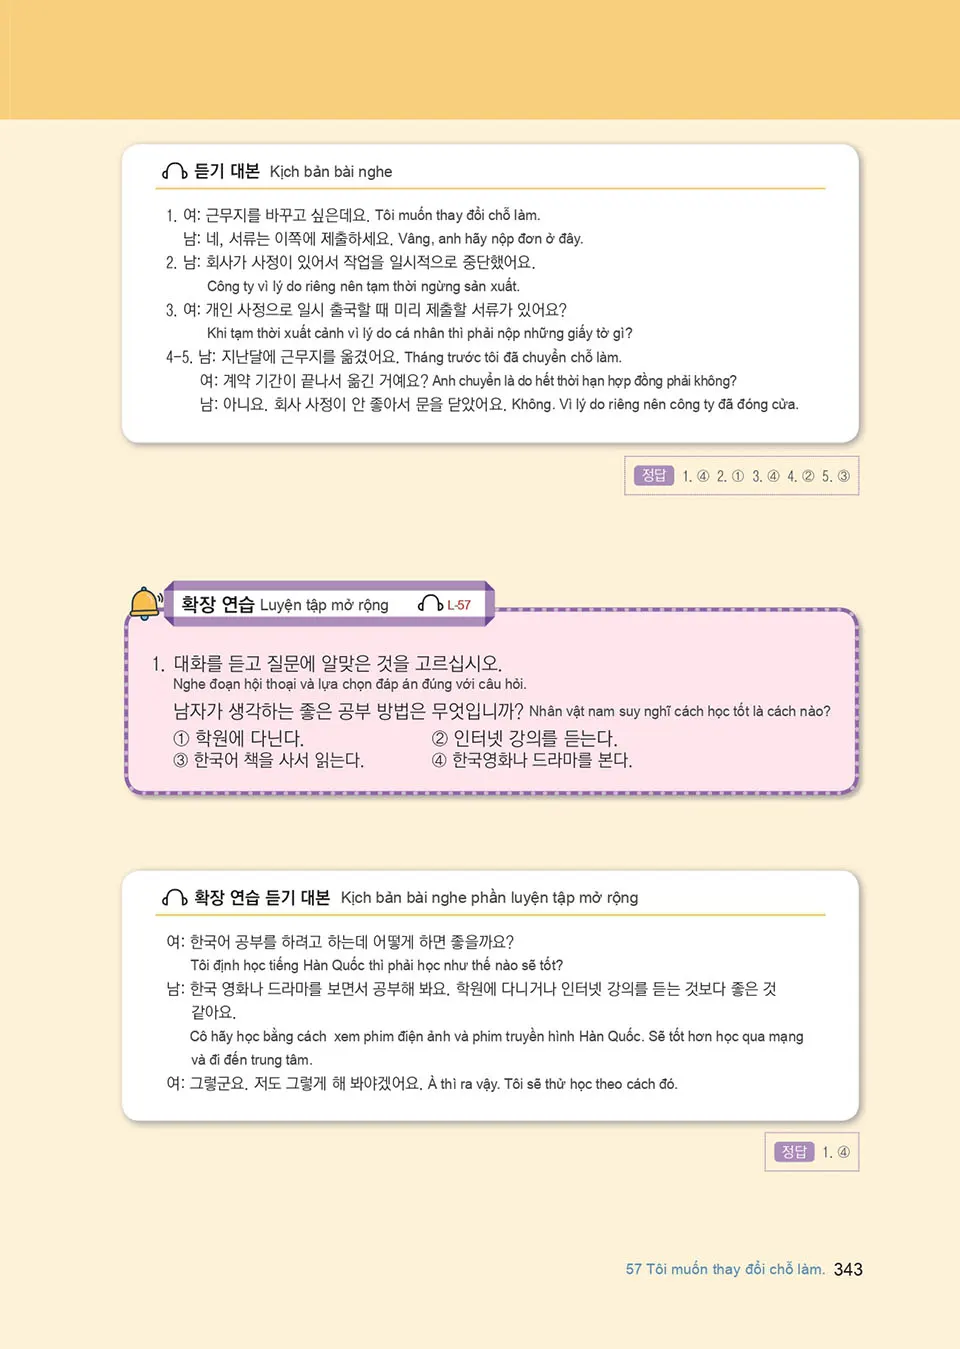 듣기 대본 Kịch bản bài nghe
1. 여: 근무지를 바꾸고 싶은데요. Tôi muốn thay đổi chỗ làm.
남: 네, 서류는 이쪽에 제출하세요. Vâng, anh hãy nộp đơn ở đây.
2. 남: 회사가 사정이 있어서 작업을 일시적으로 중단했어요.
Công ty vì lý do riêng nên tạm thời ngừng sản xuất.
3. 여: 개인 사정으로 일시 출국할 때 미리 제출할 서류가 있어요?
Khi tạm thời xuất cảnh vì lý do cá nhân thì phải nộp những giấy tờ gì?
4-5. 남: 지난달에 근무지를 옮겼어요. Tháng trước tôi đã chuyển chỗ làm.
여: 계약 기간이 끝나서 옮긴 거예요? Anh chuyển là do hết thời hạn hợp đồng phải không?
남: 아니요. 회사 사정이 안 좋아서 문을 닫았어요. Không. Vì lý do riêng nên công ty đã đóng cửa.
정답 1. ④ 2. ① 3. ④ 4. ② 5. ③
확장 연습 Luyện tập mở rộng L-57
1. 대화를 듣고 질문에 알맞은 것을 고르십시오.
Nghe đoạn hội thoại và lựa chọn đáp án đúng với câu hỏi.
남자가 생각하는 좋은 공부 방법은 무엇입니까? Nhân vật nam suy nghĩ cách học tốt là cách nào?
① 학원에 다닌다. ② 인터넷 강의를 듣는다.
③ 한국어 책을 사서 읽는다. ④ 한국영화나 드라마를 본다.
확장 연습 듣기 대본 Kịch bản bài nghe phần luyện tập mở rộng
여: 한국어 공부를 하려고 하는데 어떻게 하면 좋을까요?
Tôi định học tiếng Hàn Quốc thì phải học như thế nào sẽ tốt?
남: 한국 영화나 드라마를 보면서 공부해 봐요. 학원에 다니거나 인터넷 강의를 듣는 것보다 좋은 것
같아요.
Cô hãy học bằng cách xem phim điện ảnh và phim truyền hình Hàn Quốc. Sẽ tốt hơn học qua mạng
và đi đến trung tâm.
여: 그렇군요. 저도 그렇게 해 봐야겠어요. À thì ra vậy. Tôi sẽ thử học theo cách đó.
정답 1. ④
57 Tôi muốn thay đổi chỗ làm. 343